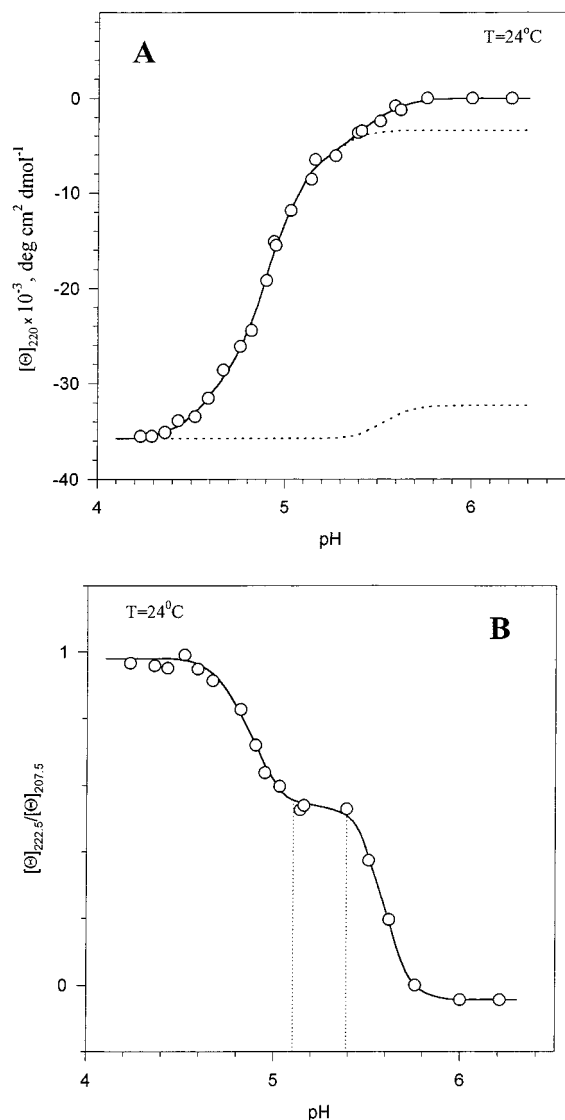 A
T=24°C
0
-10
-20
-30
-40
[Θ]₂₂₀ x 10⁻³, deg cm² dmol⁻¹
4
5
6
pH
T=24⁰C
B
1
0
[Θ]₂₂₂.₅/[Θ]₂₀₇.₅
4
5
6
pH